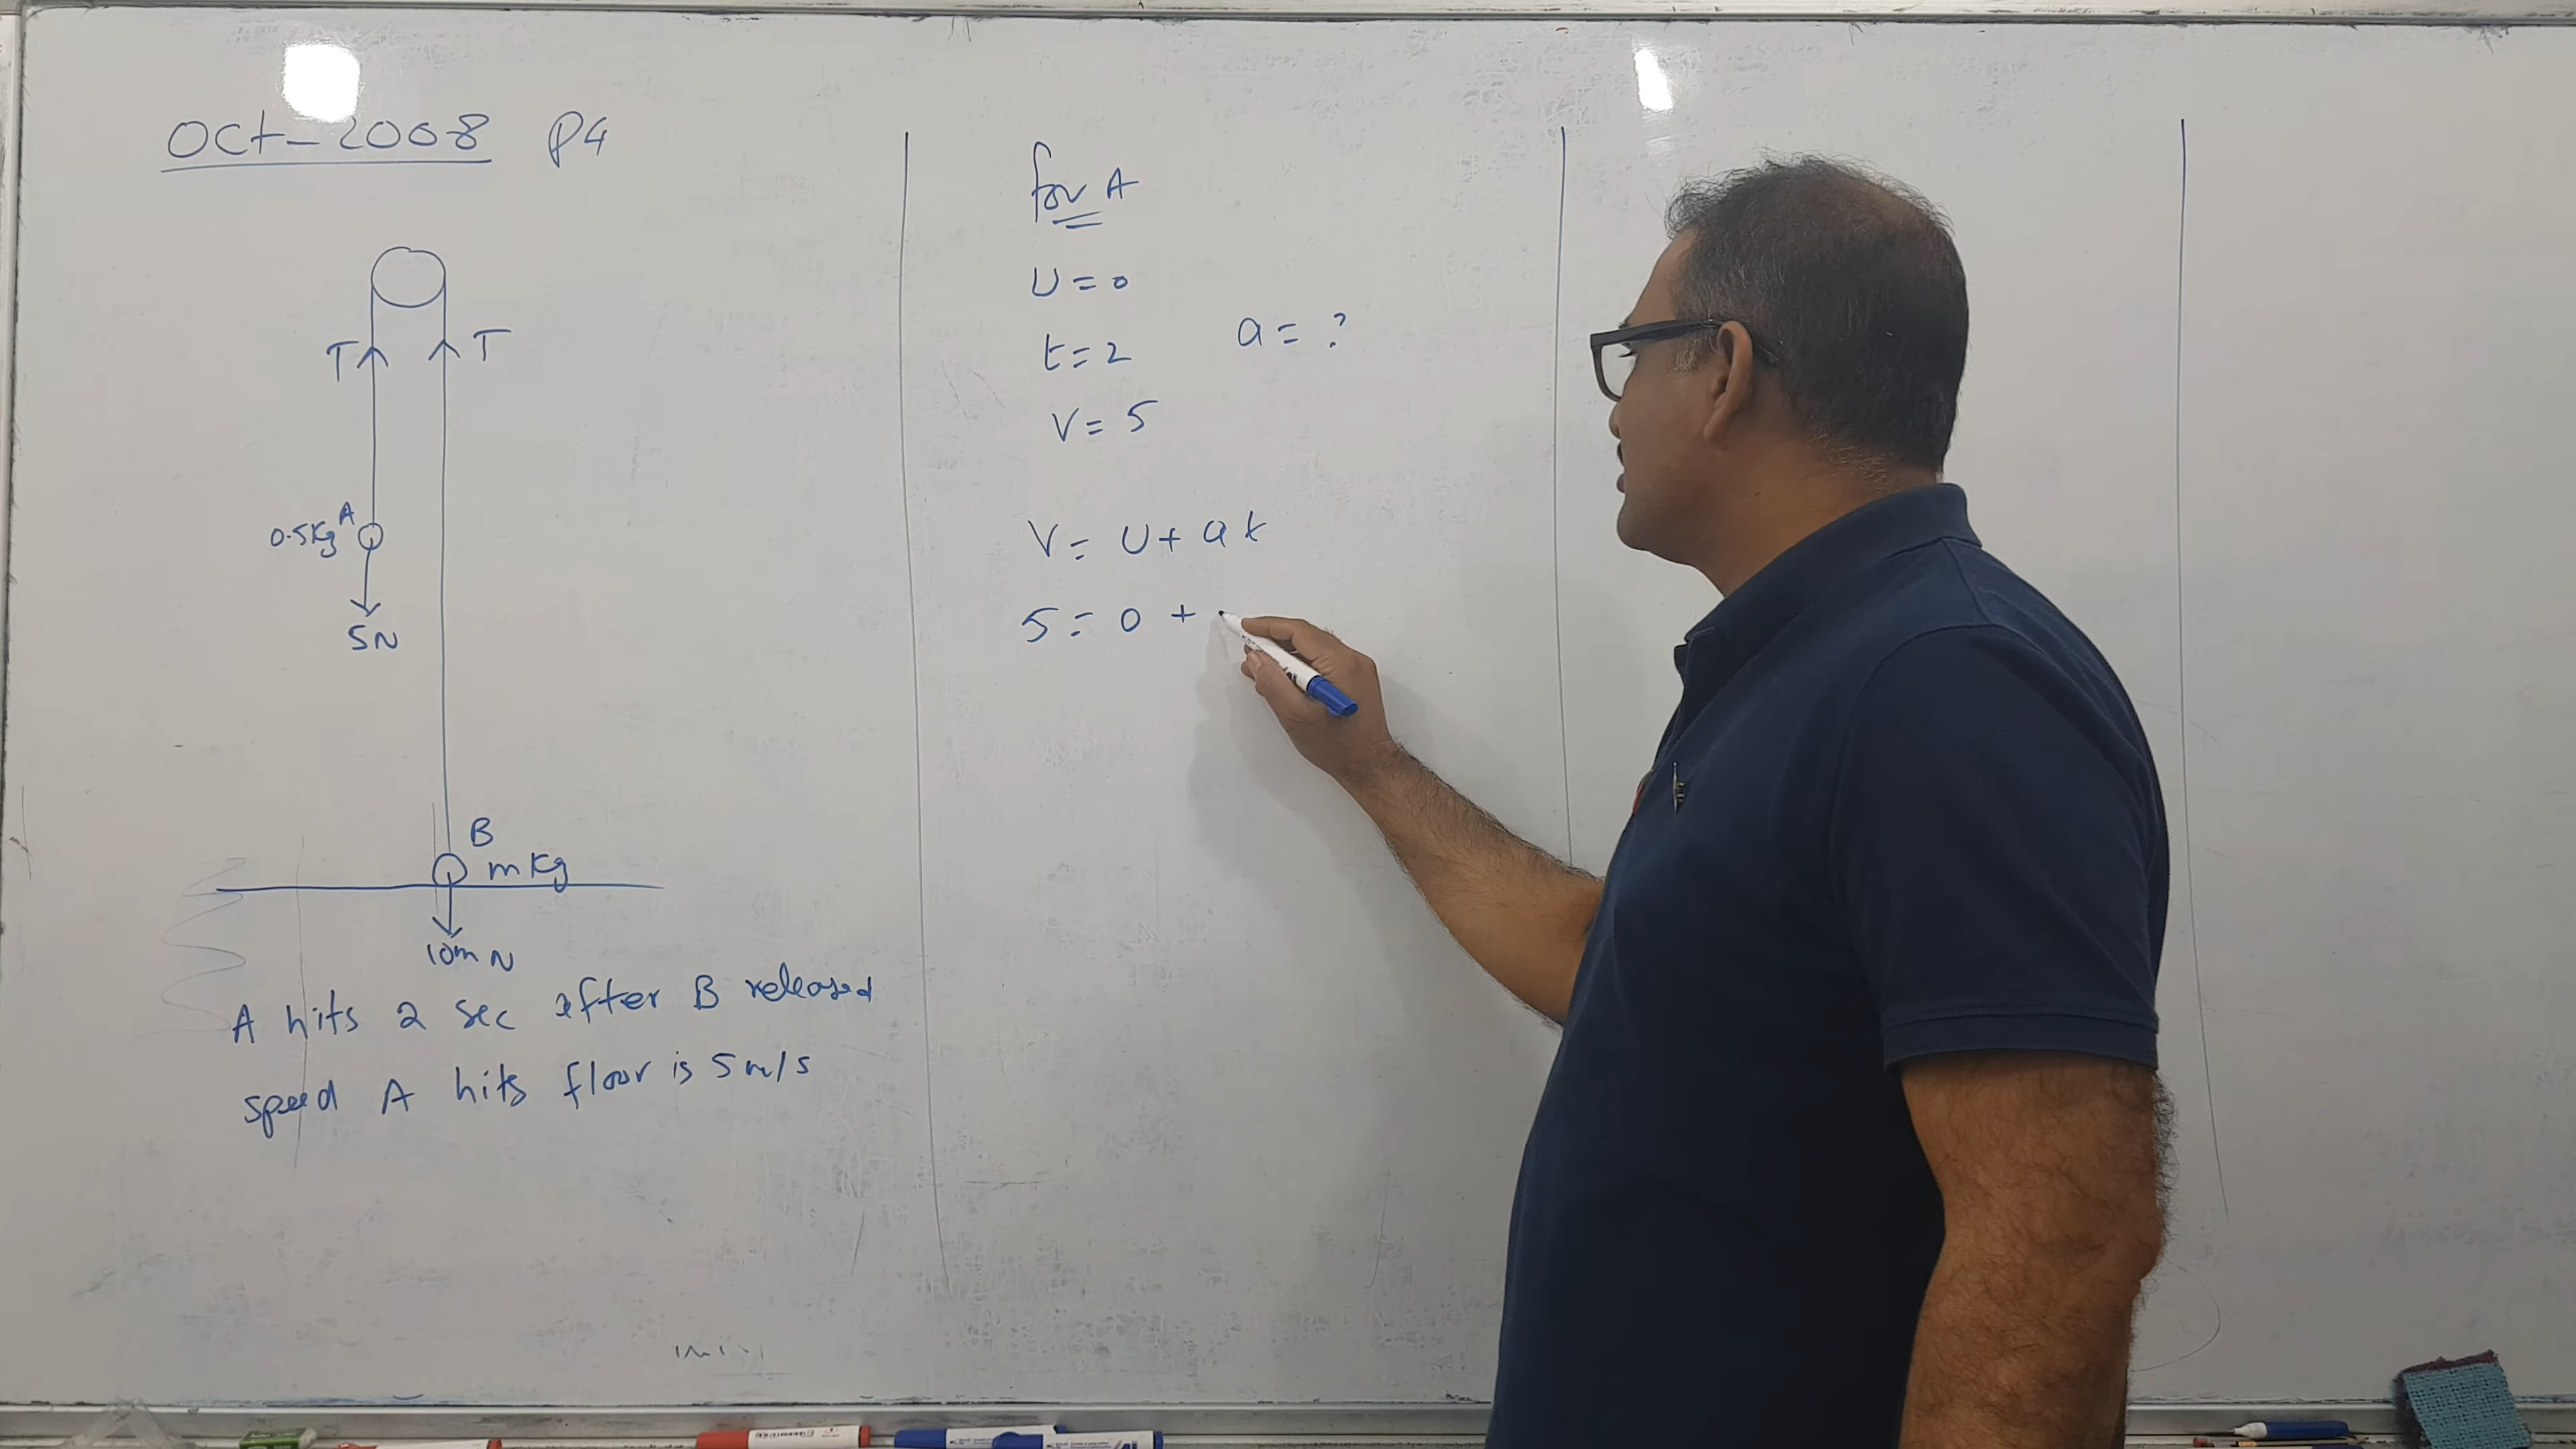 Oct-2008 P4
T T
0.5Kg A
5N
B
m Kg
10m N
A hits 2 sec after B released
speed A hits floor is 5m/s
for A
U = 0
t = 2
a = ?
V = 5
V = U + at
5 = 0 +